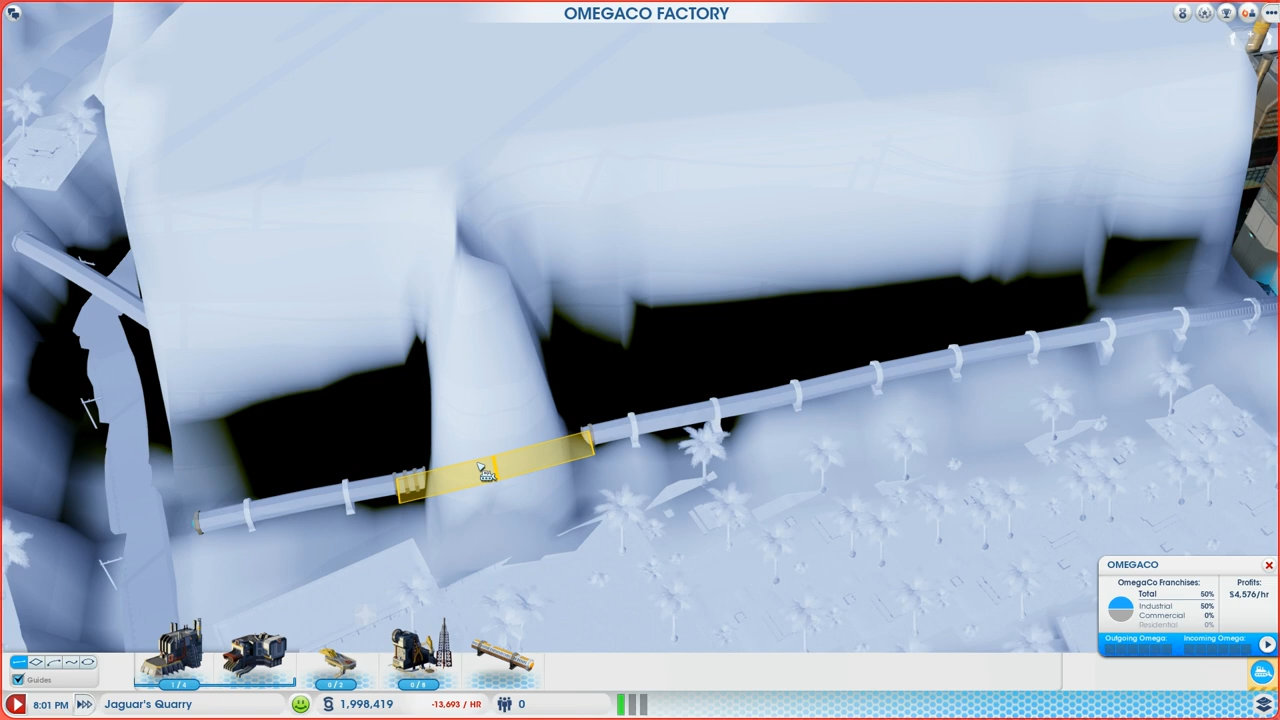 OMEGACO FACTORY
OMEGACO
OmegaCo Franchises:
Profits:
Total 50%
$4,576/hr
Industrial 50%
Commercial 0%
Residential 0%
Outgoing Omega: Incoming Omega:
1 / 4
0 / 2
0 / 8
Guides
8:01 PM
Jaguar's Quarry
1,998,419
-13,693 / HR
0